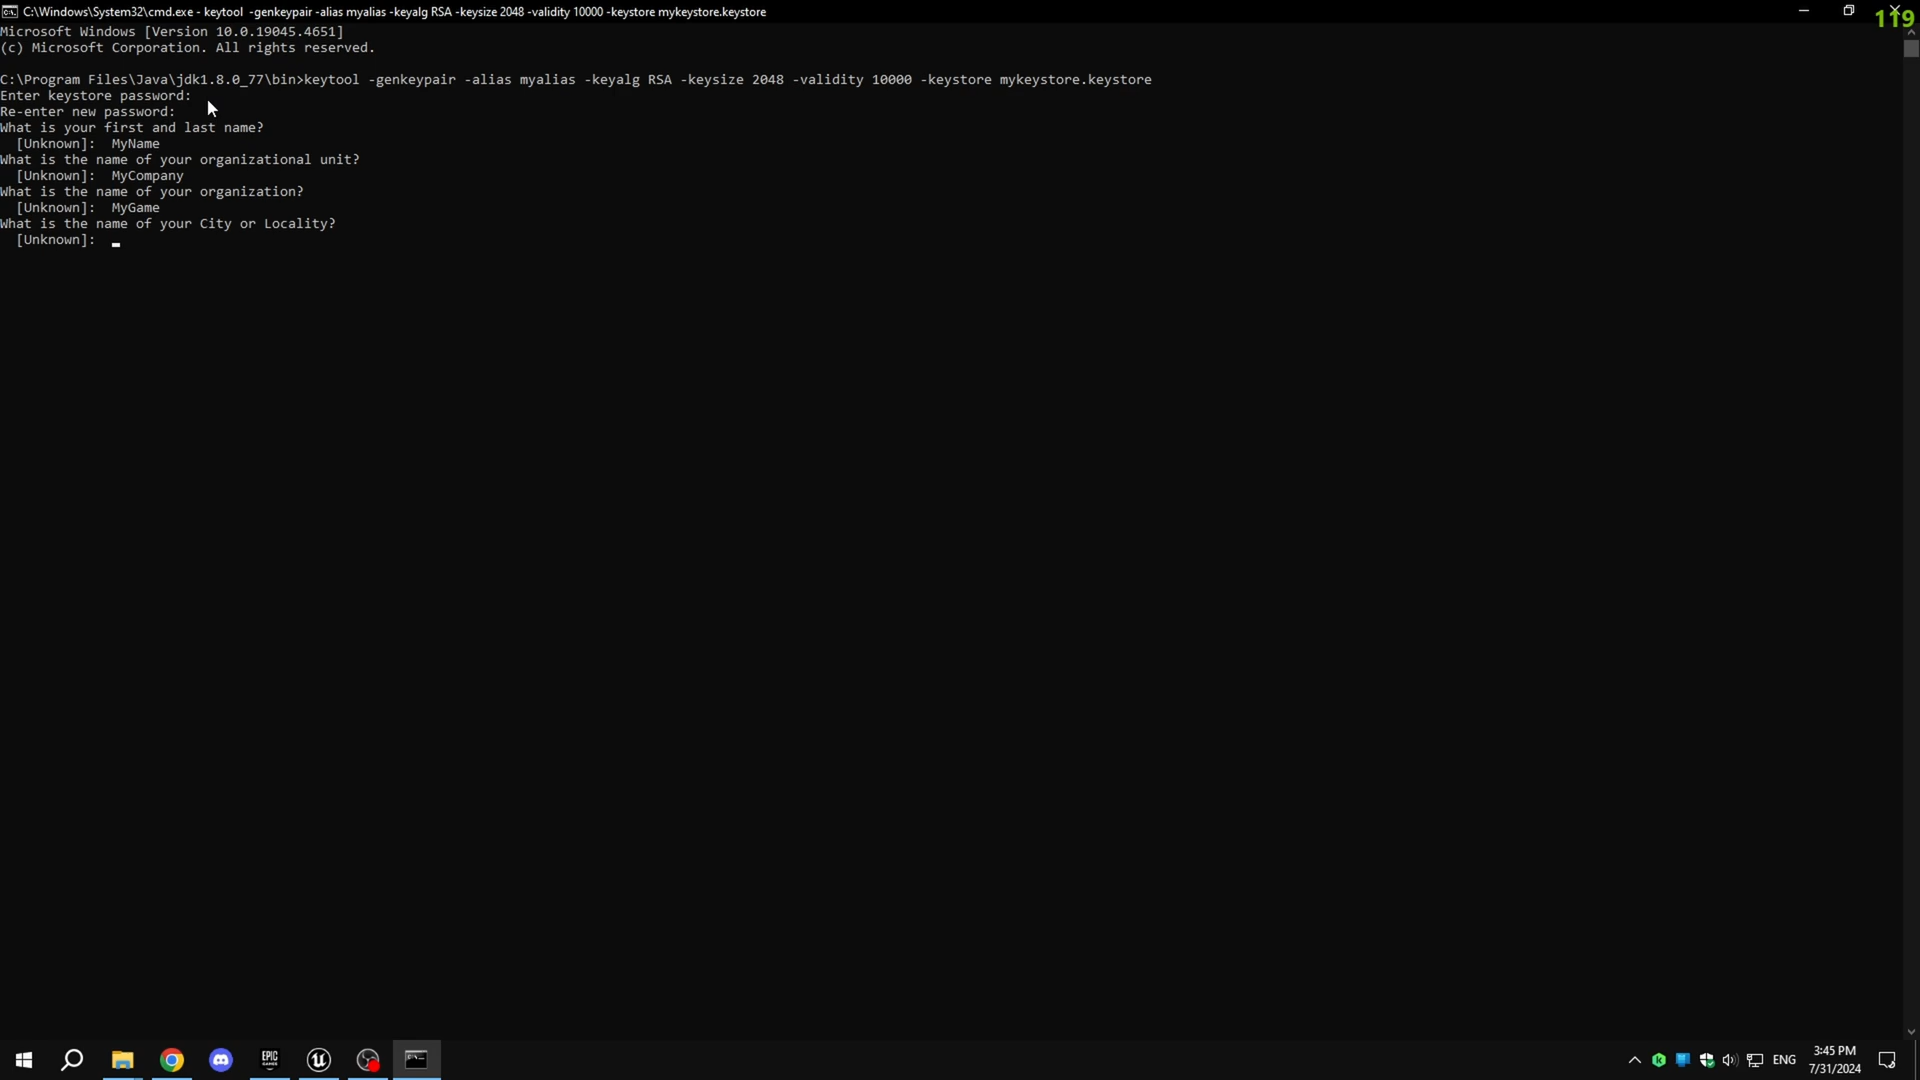 C:\Windows\System32\cmd.exe - keytool  -genkeypair -alias myalias -keyalg RSA -keysize 2048 -validity 10000 -keystore mykeystore.keystore
119
Microsoft Windows [Version 10.0.19045.4651]
(c) Microsoft Corporation. All rights reserved.
C:\Program Files\Java\jdk1.8.0_77\bin>keytool -genkeypair -alias myalias -keyalg RSA -keysize 2048 -validity 10000 -keystore mykeystore.keystore
Enter keystore password:
Re-enter new password:
What is your first and last name?
[Unknown]:  MyName
What is the name of your organizational unit?
[Unknown]:  MyCompany
What is the name of your organization?
[Unknown]:  MyGame
What is the name of your City or Locality?
[Unknown]:
EPIC GAMES
ENG
3:45 PM
7/31/2024